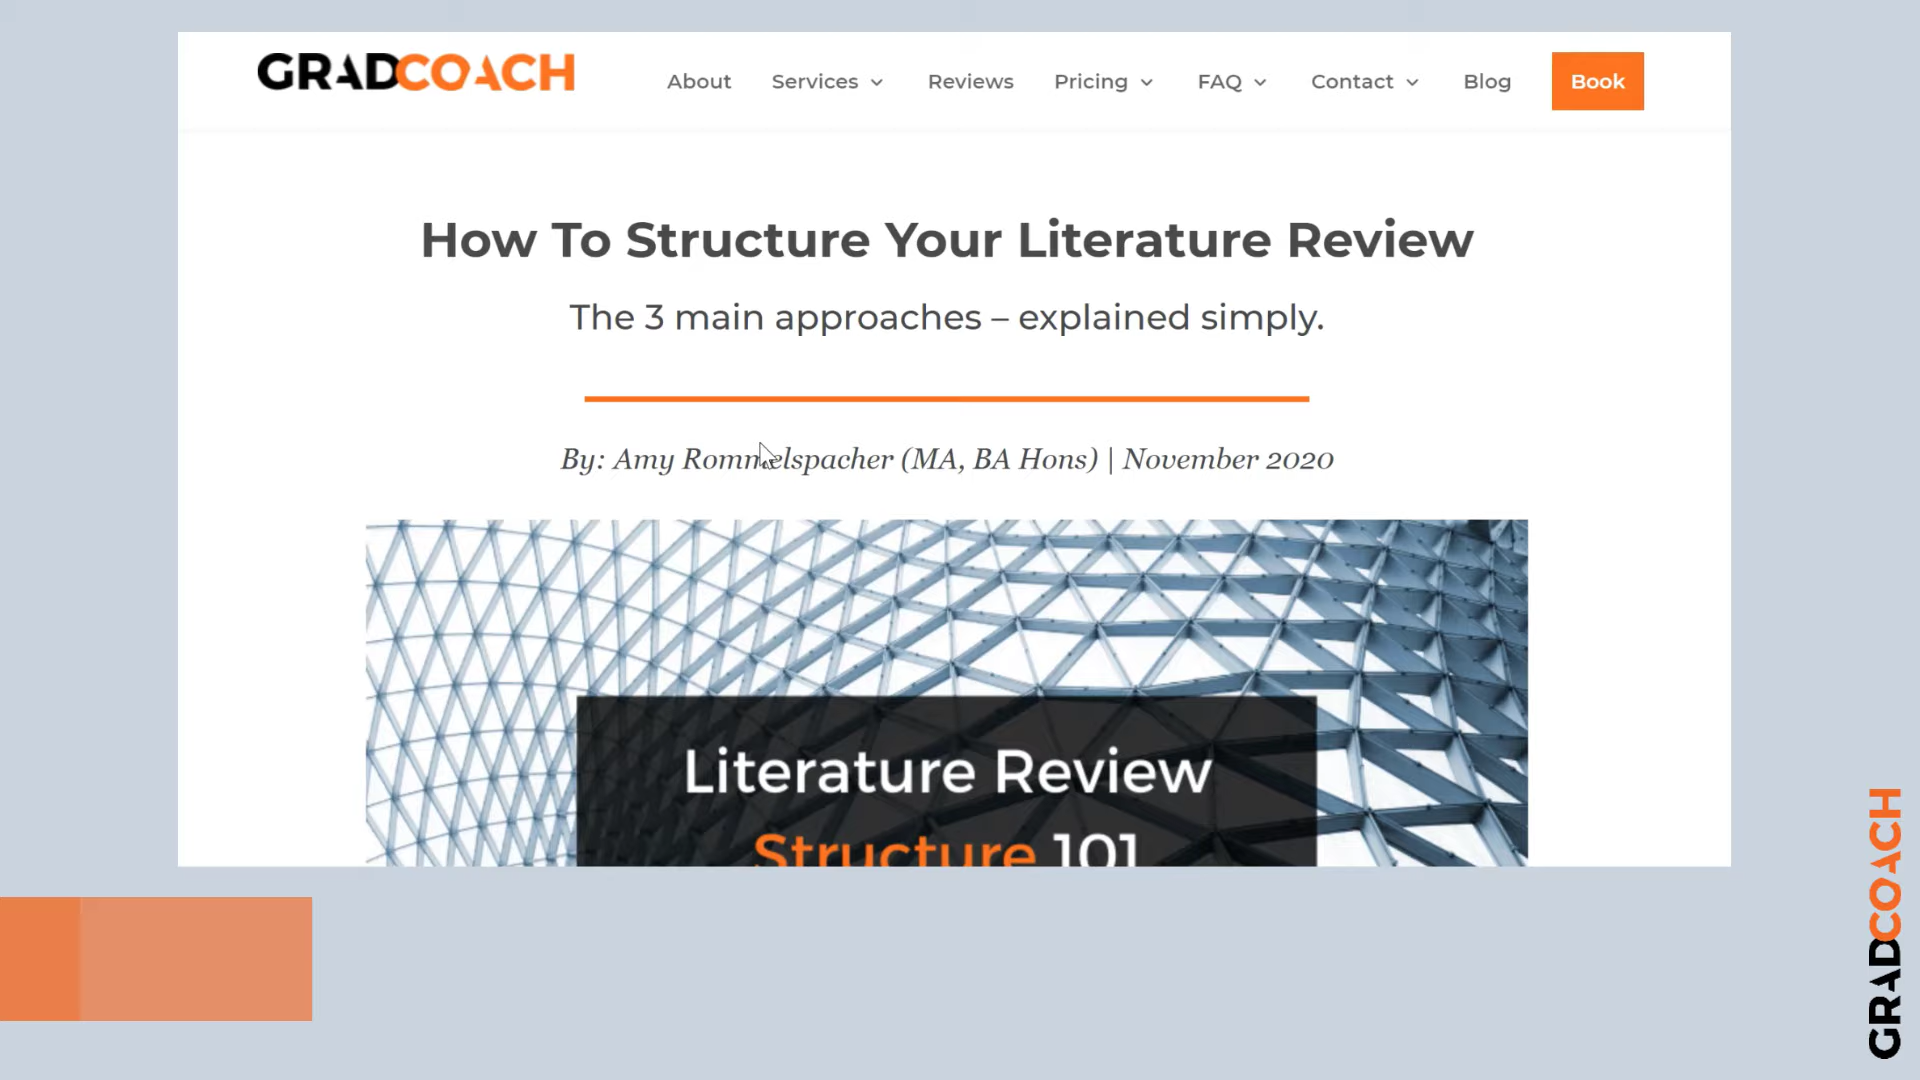 GRADCOACH
About Services Reviews Pricing FAQ Contact Blog Book
How To Structure Your Literature Review
The 3 main approaches – explained simply.
By: Amy Rommelspacher (MA, BA Hons) | November 2020
Literature Review
Structure 101
GRADCOACH